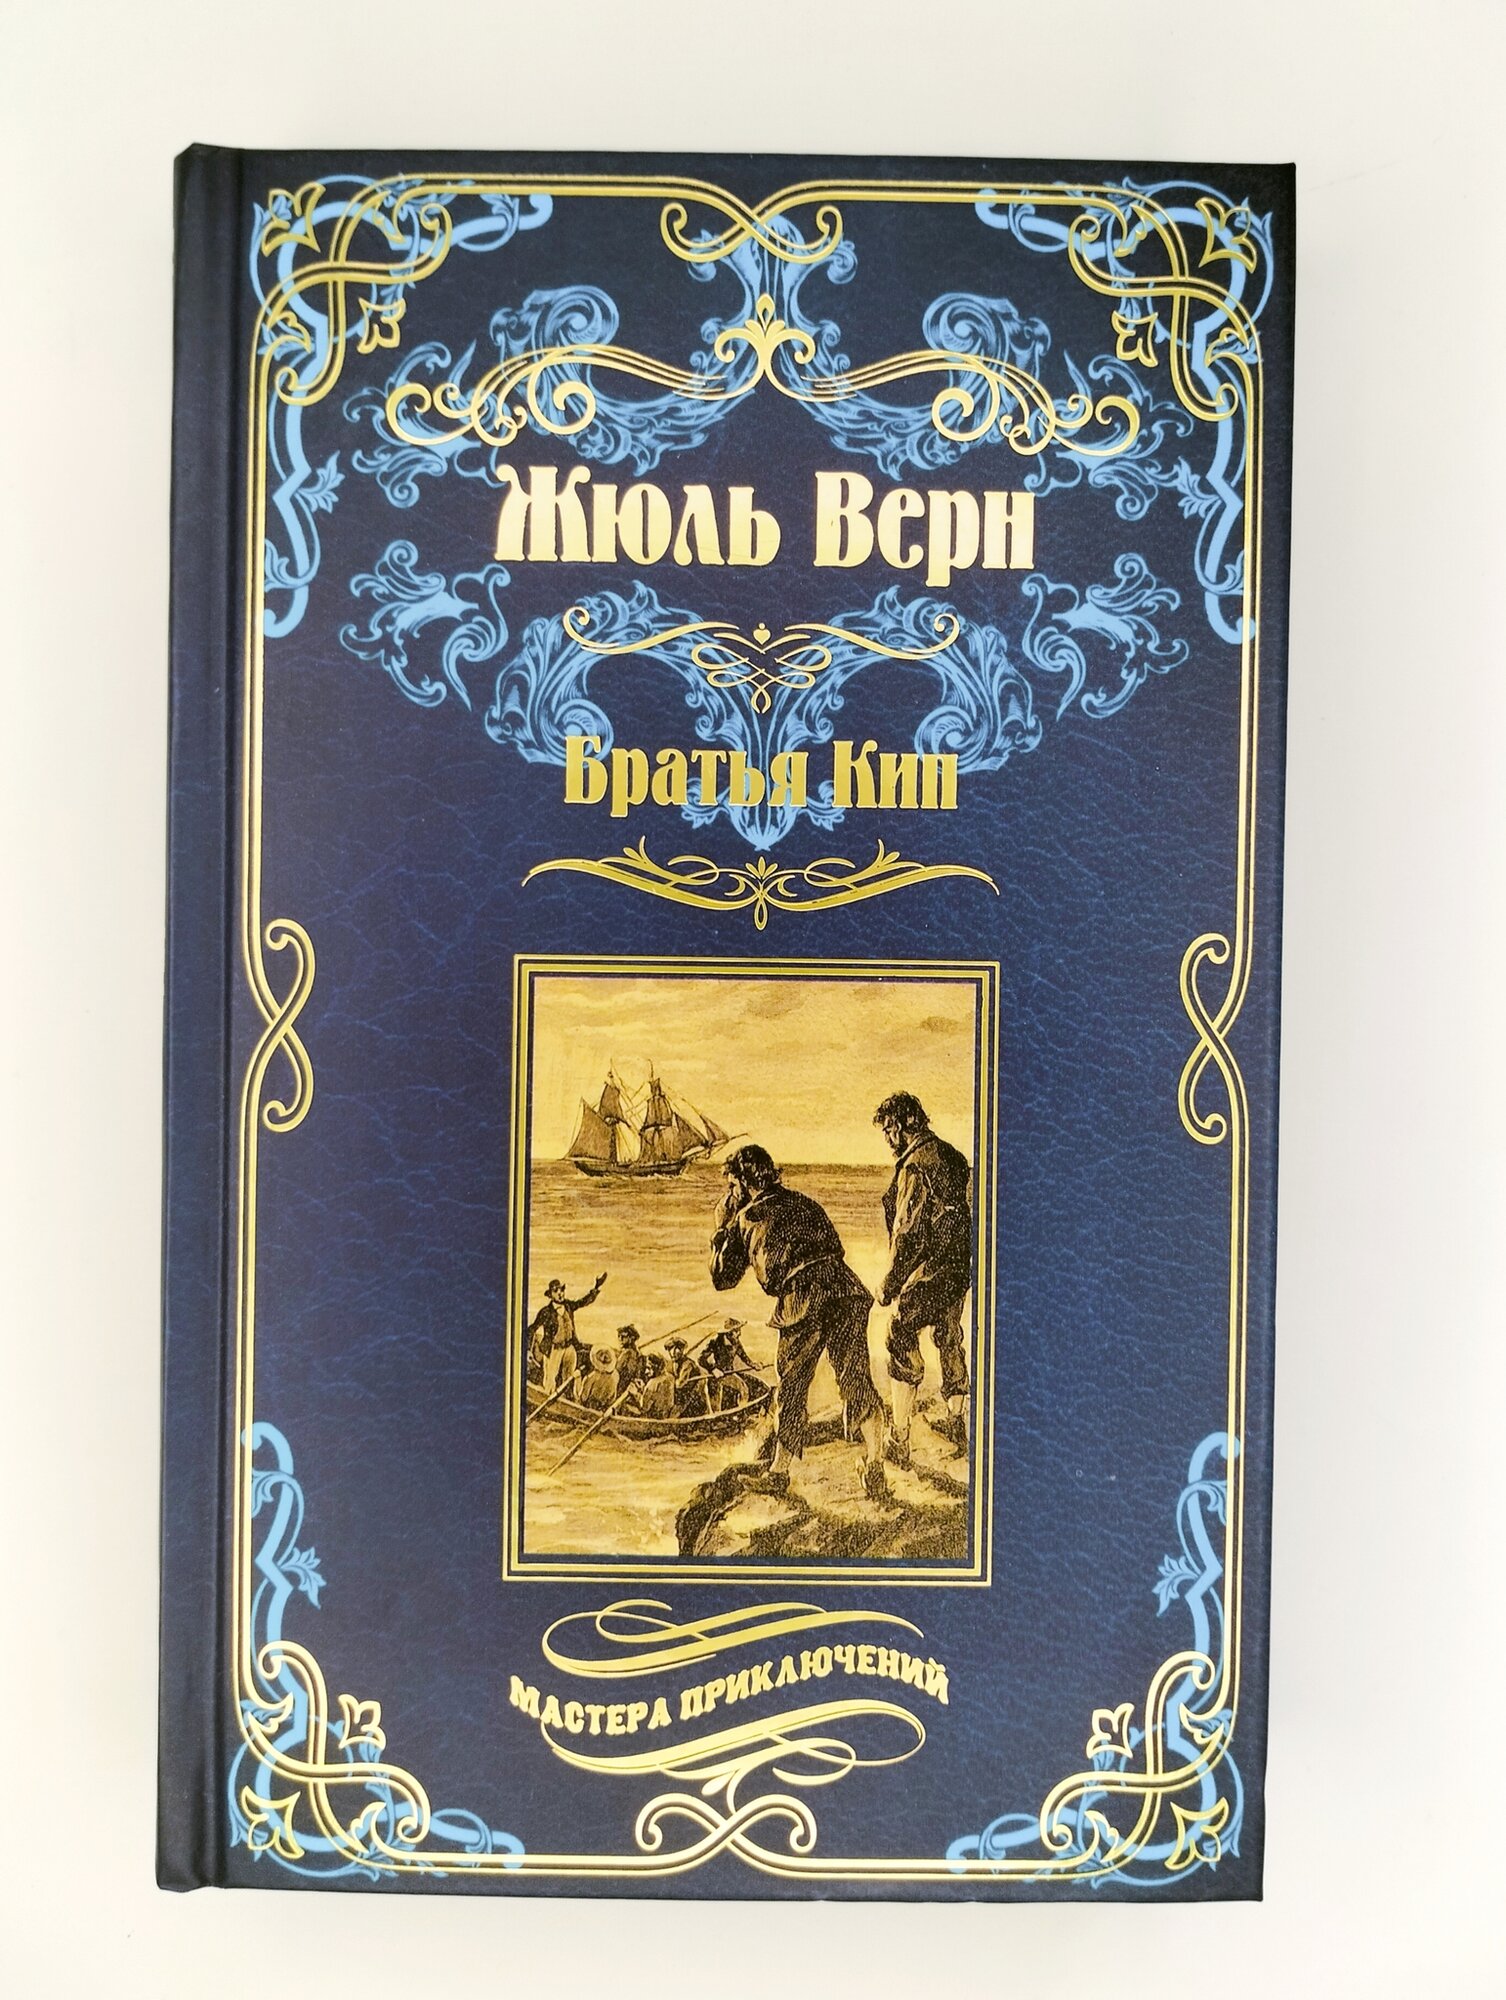 Жюль Верн
Братья Кип
МАСТЕРА ПРИКЛЮЧЕНИЙ